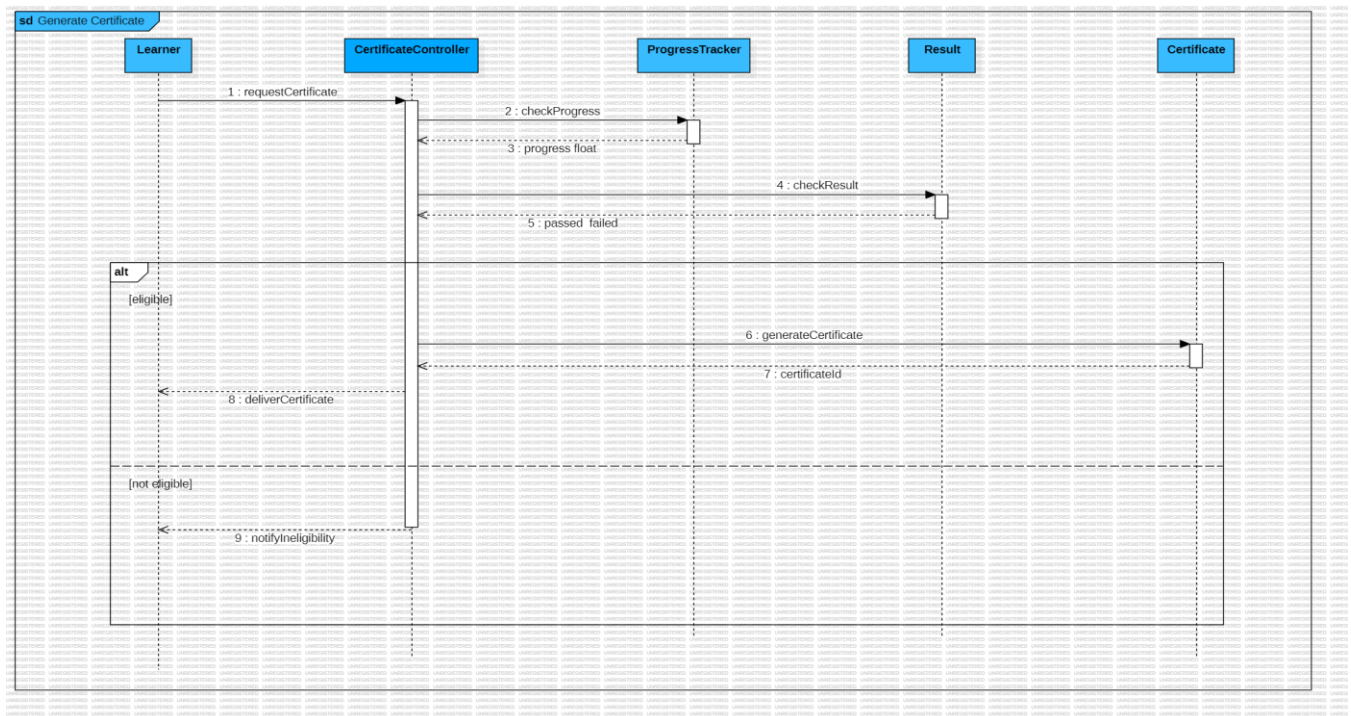 sd Generate Certificate
Learner
CertificateController
ProgressTracker
Result
Certificate
1 : requestCertificate
2 : checkProgress
3 : progress float
4 : checkResult
5 : passed  failed
alt
[eligible]
6 : generateCertificate
7 : certificateId
8 : deliverCertificate
[not eligible]
9 : notifyIneligibility
UNREGISTERED